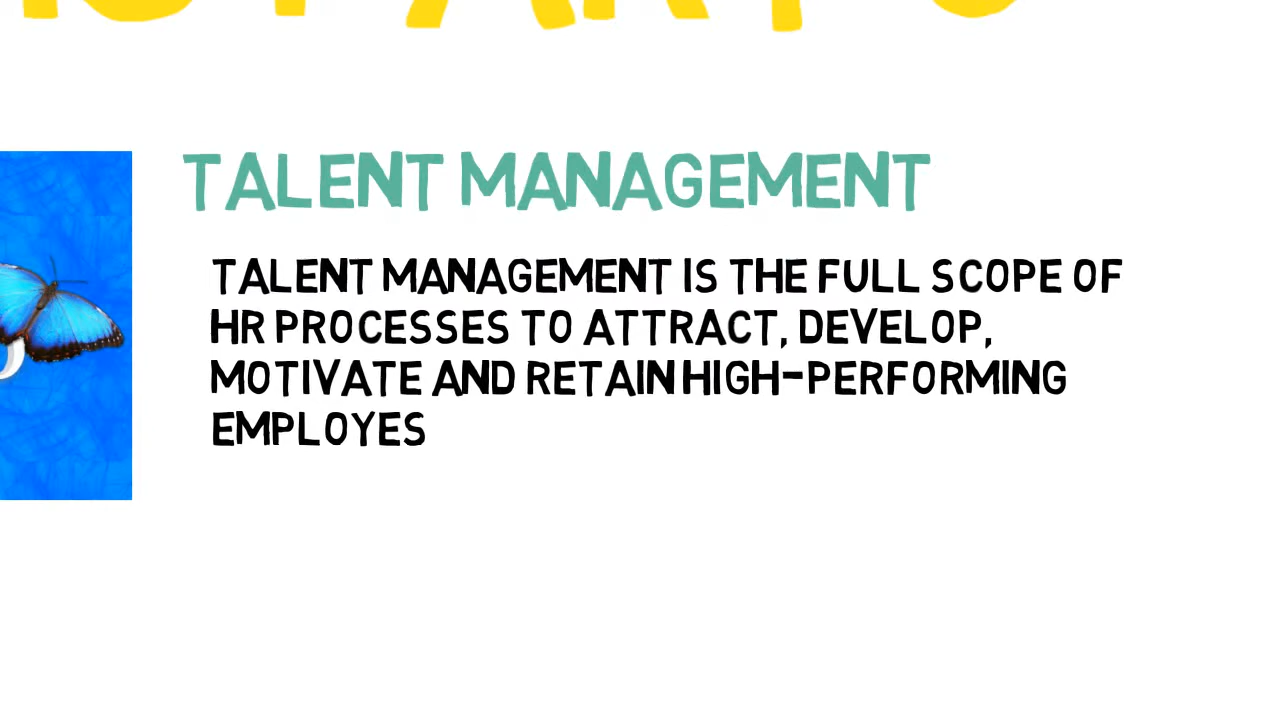 TALENT MANAGEMENT
TALENT MANAGEMENT IS THE FULL SCOPE OF
HR PROCESSES TO ATTRACT, DEVELOP,
MOTIVATE AND RETAIN HIGH-PERFORMING
EMPLOYES